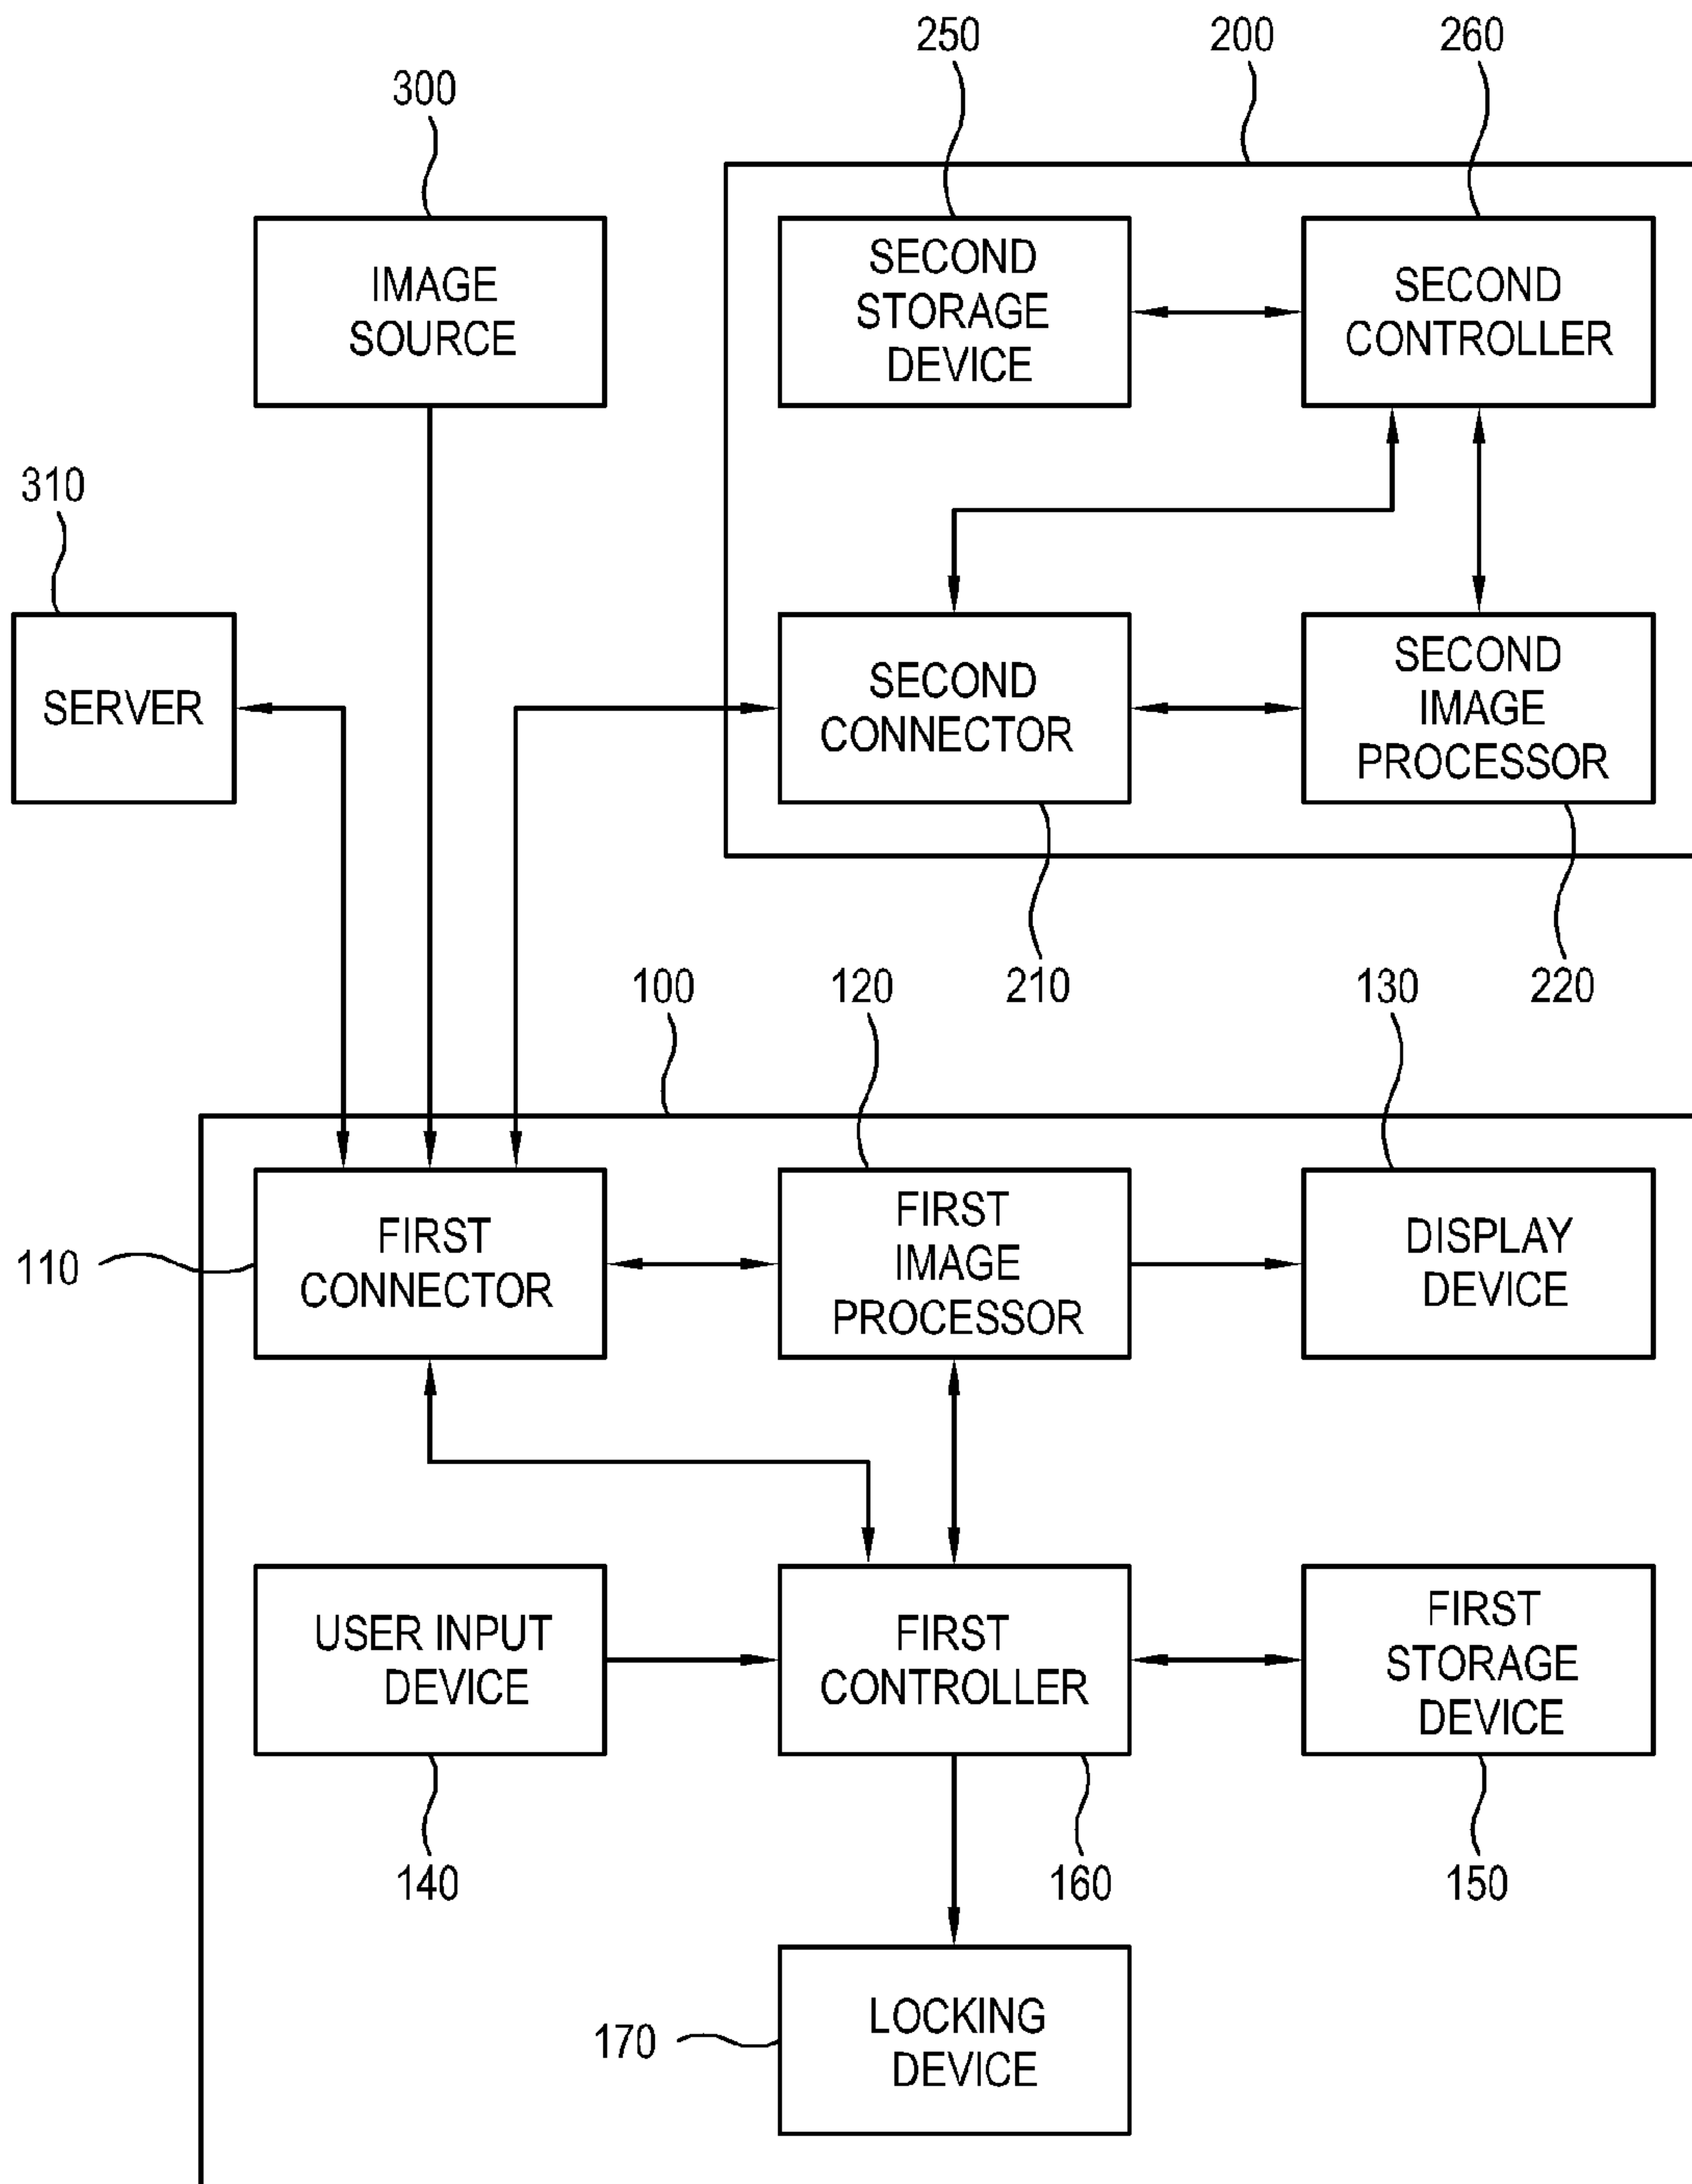 250
200
260
300
IMAGE
SOURCE
SECOND
STORAGE
DEVICE
SECOND
CONTROLLER
310
SERVER
SECOND
CONNECTOR
SECOND
IMAGE
PROCESSOR
100
120
210
130
220
110
FIRST
CONNECTOR
FIRST
IMAGE
PROCESSOR
DISPLAY
DEVICE
USER INPUT
DEVICE
FIRST
CONTROLLER
FIRST
STORAGE
DEVICE
140
160
150
170
LOCKING
DEVICE